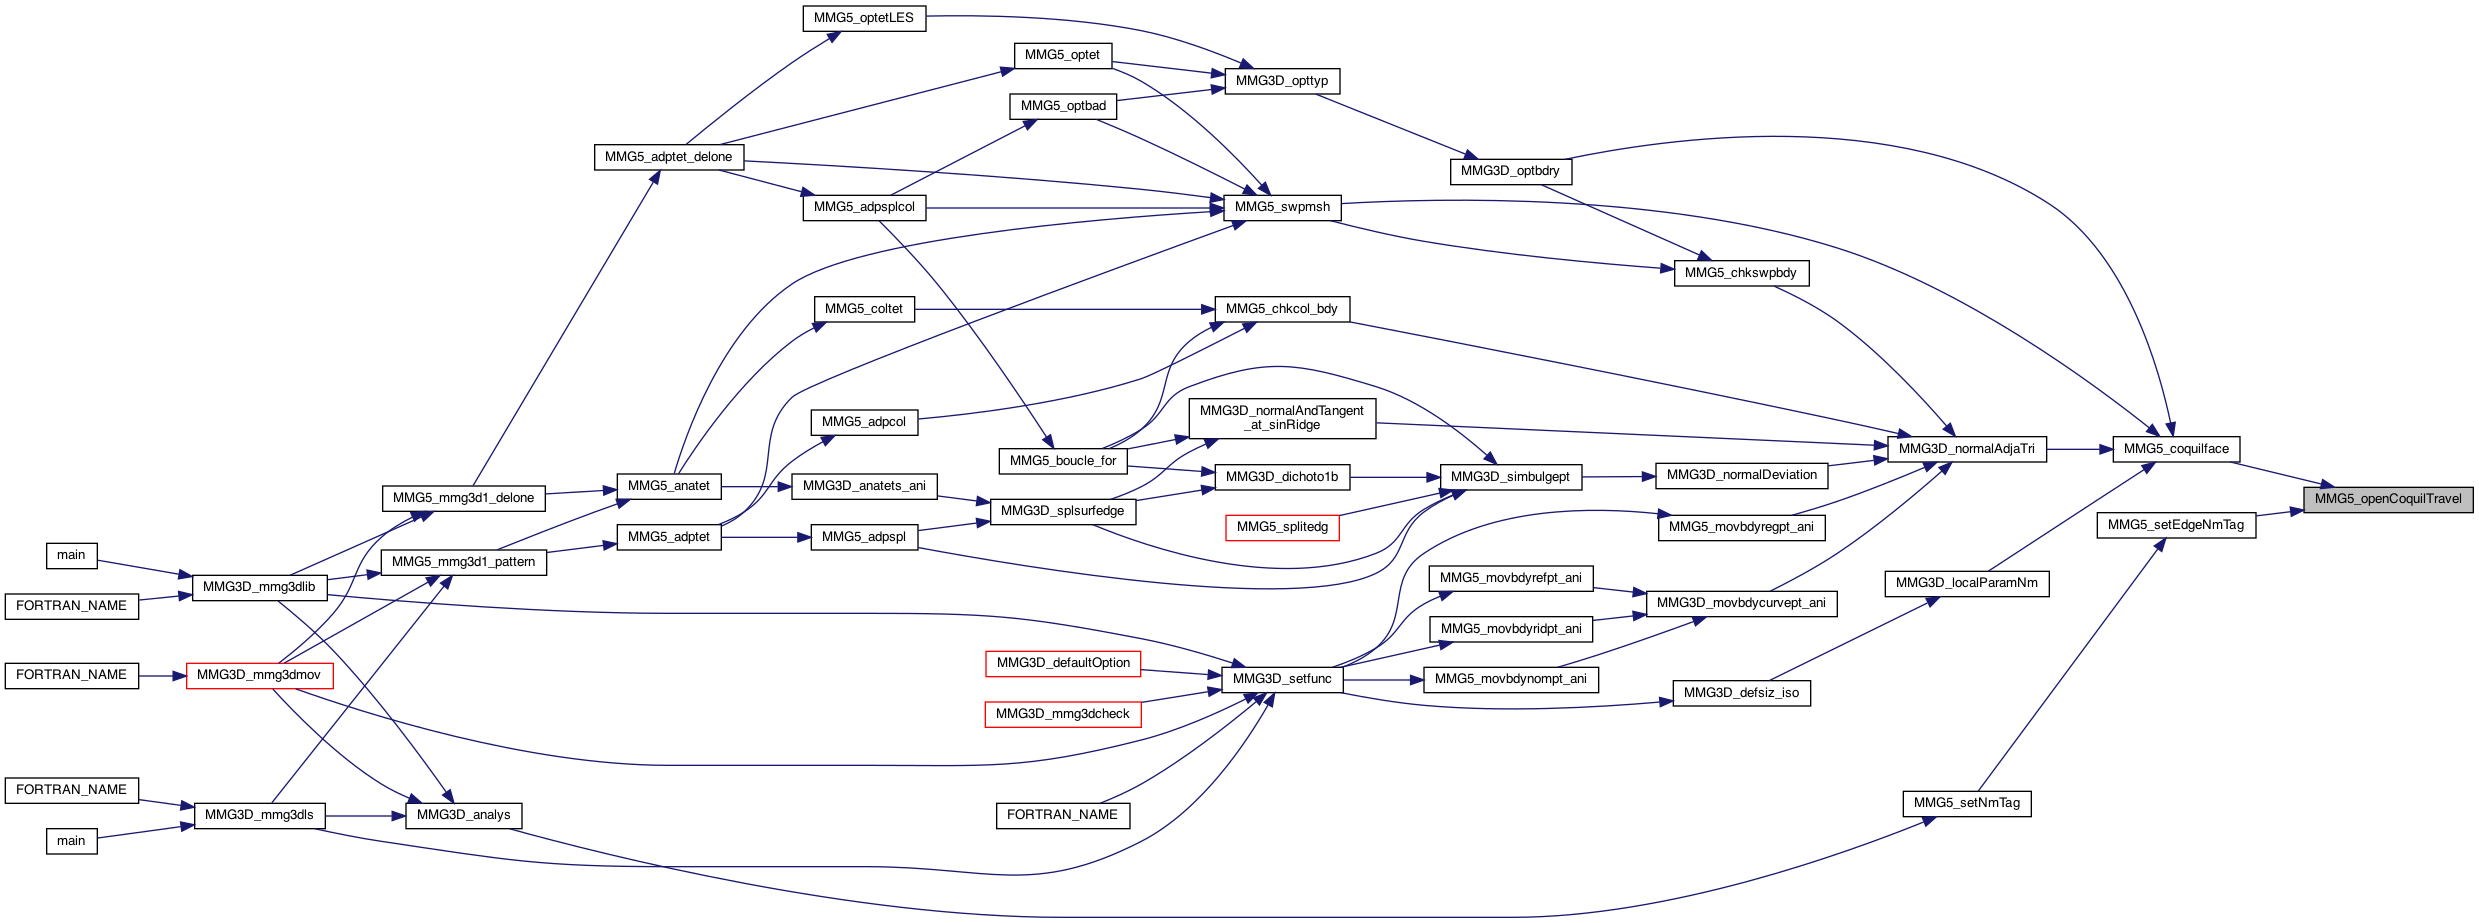 MMG5_optetLES
MMG5_optet
MMG3D_opttyp
MMG5_optbad
MMG5_adptet_delone
MMG3D_optbdry
MMG5_adpsplcol
MMG5_swpmsh
MMG5_chkswpbdy
MMG5_coltet
MMG5_chkcol_bdy
MMG5_adpcol
MMG3D_normalAndTangent
_at_sinRidge
MMG5_boucle_for
MMG3D_normalAdjaTri
MMG5_coquilface
MMG5_anatet
MMG3D_anatets_ani
MMG3D_dichoto1b
MMG3D_simbulgept
MMG3D_normalDeviation
MMG5_mmg3d1_delone
MMG3D_splsurfedge
MMG5_openCoquilTravel
MMG5_splitedg
MMG5_movbdyregpt_ani
MMG5_setEdgeNmTag
MMG5_adptet
MMG5_adpspl
main
MMG5_mmg3d1_pattern
MMG3D_mmg3dlib
MMG5_movbdyrefpt_ani
MMG3D_localParamNm
FORTRAN_NAME
MMG3D_movbdycurvept_ani
MMG5_movbdyridpt_ani
MMG3D_defaultOption
FORTRAN_NAME
MMG3D_mmg3dmov
MMG3D_setfunc
MMG5_movbdynompt_ani
MMG3D_defsiz_iso
MMG3D_mmg3dcheck
FORTRAN_NAME
MMG3D_mmg3dls
MMG3D_analys
FORTRAN_NAME
MMG5_setNmTag
main